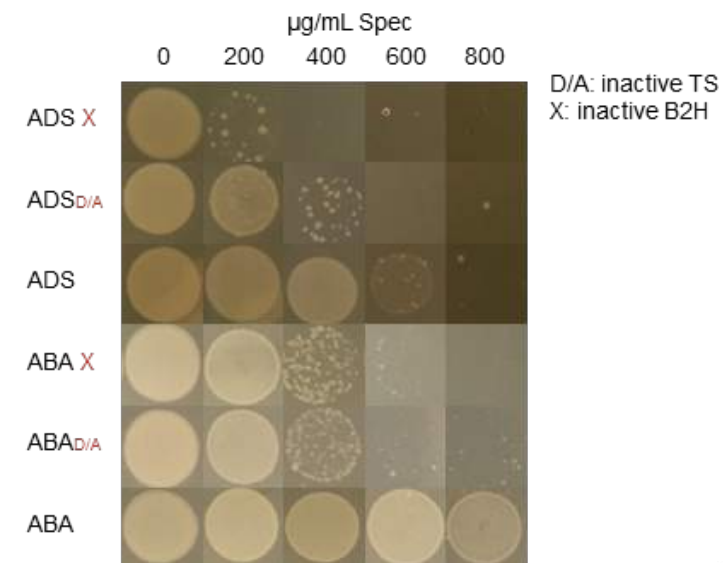 µg/mL Spec
0 200 400 600 800
D/A: inactive TS
X: inactive B2H
ADS X
ADSD/A
ADS
ABA X
ABAD/A
ABA